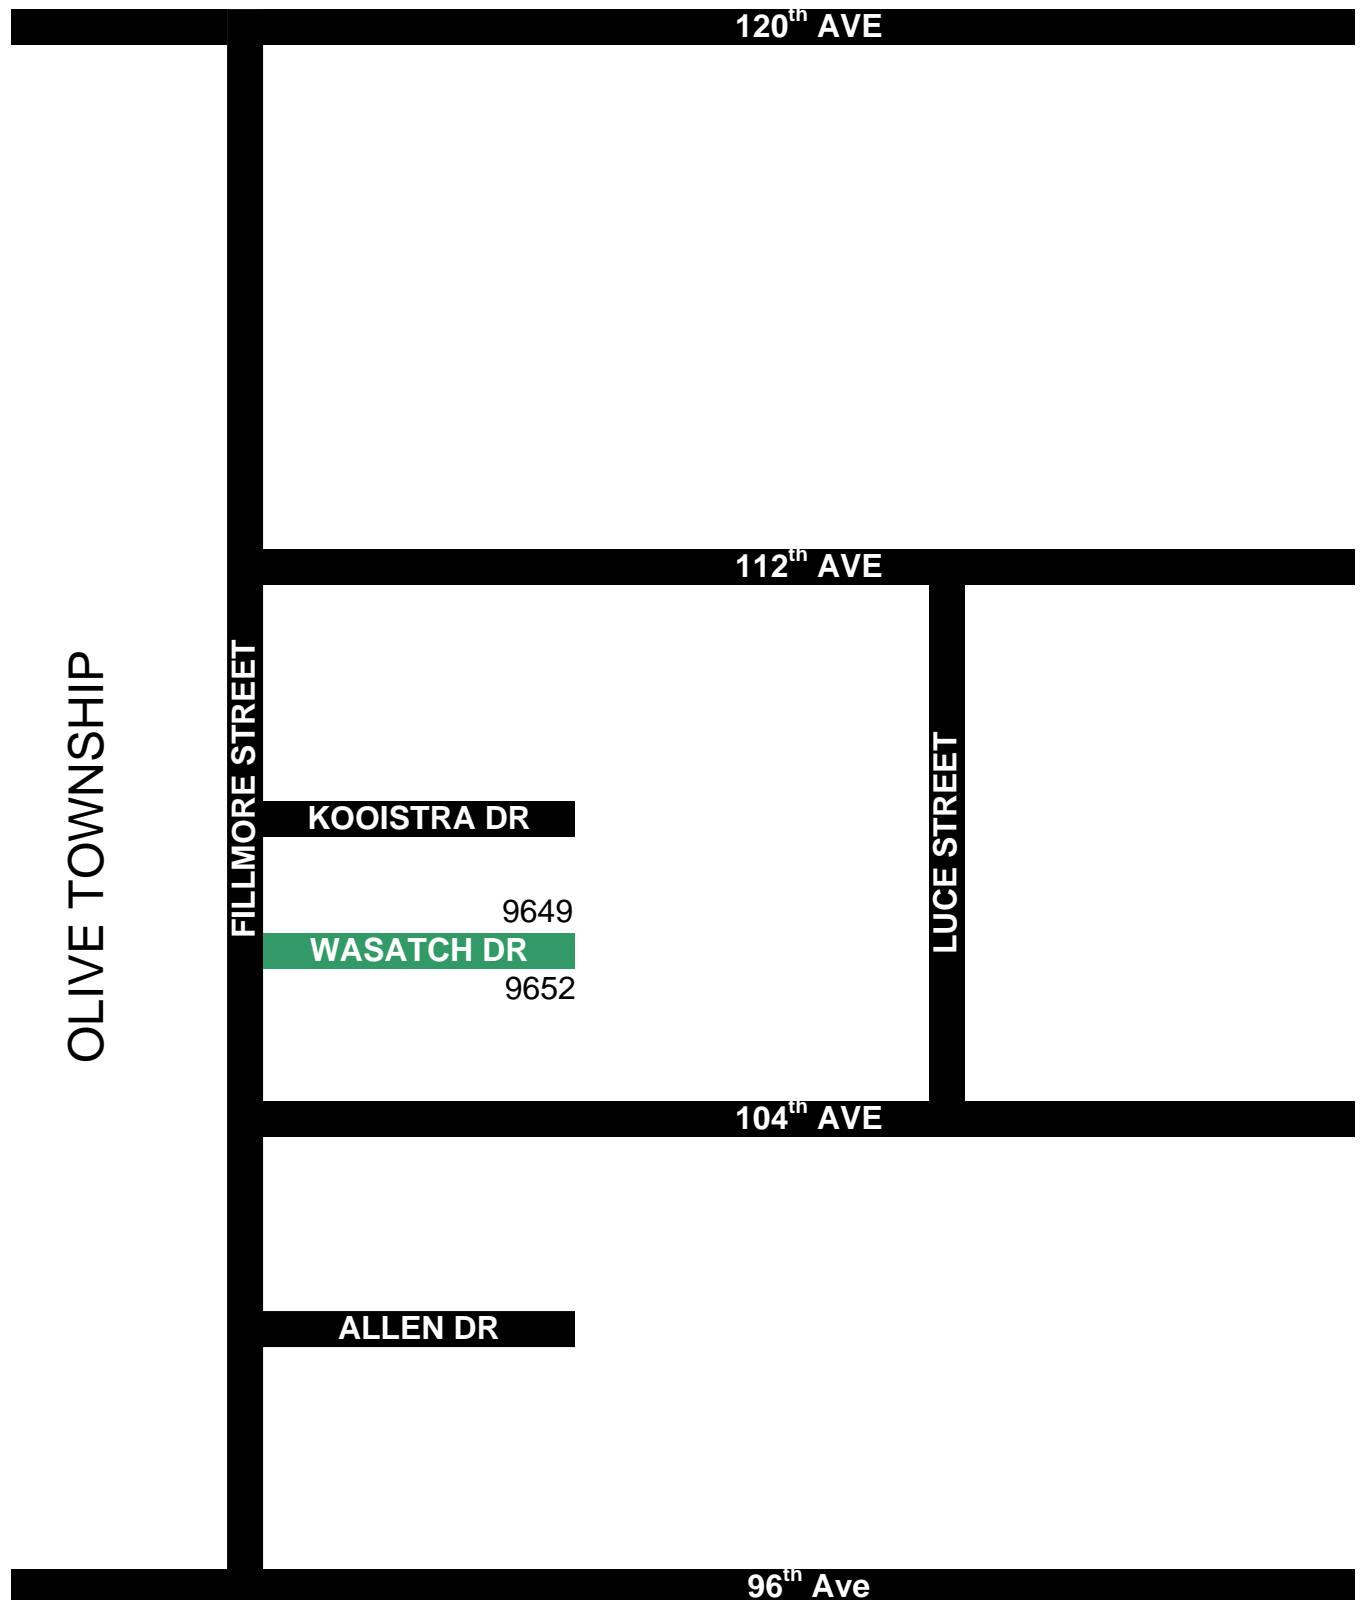 120th AVE
112th AVE
OLIVE TOWNSHIP
FILLMORE STREET
LUCE STREET
KOOISTRA DR
9649
WASATCH DR
9652
104th AVE
ALLEN DR
96th Ave